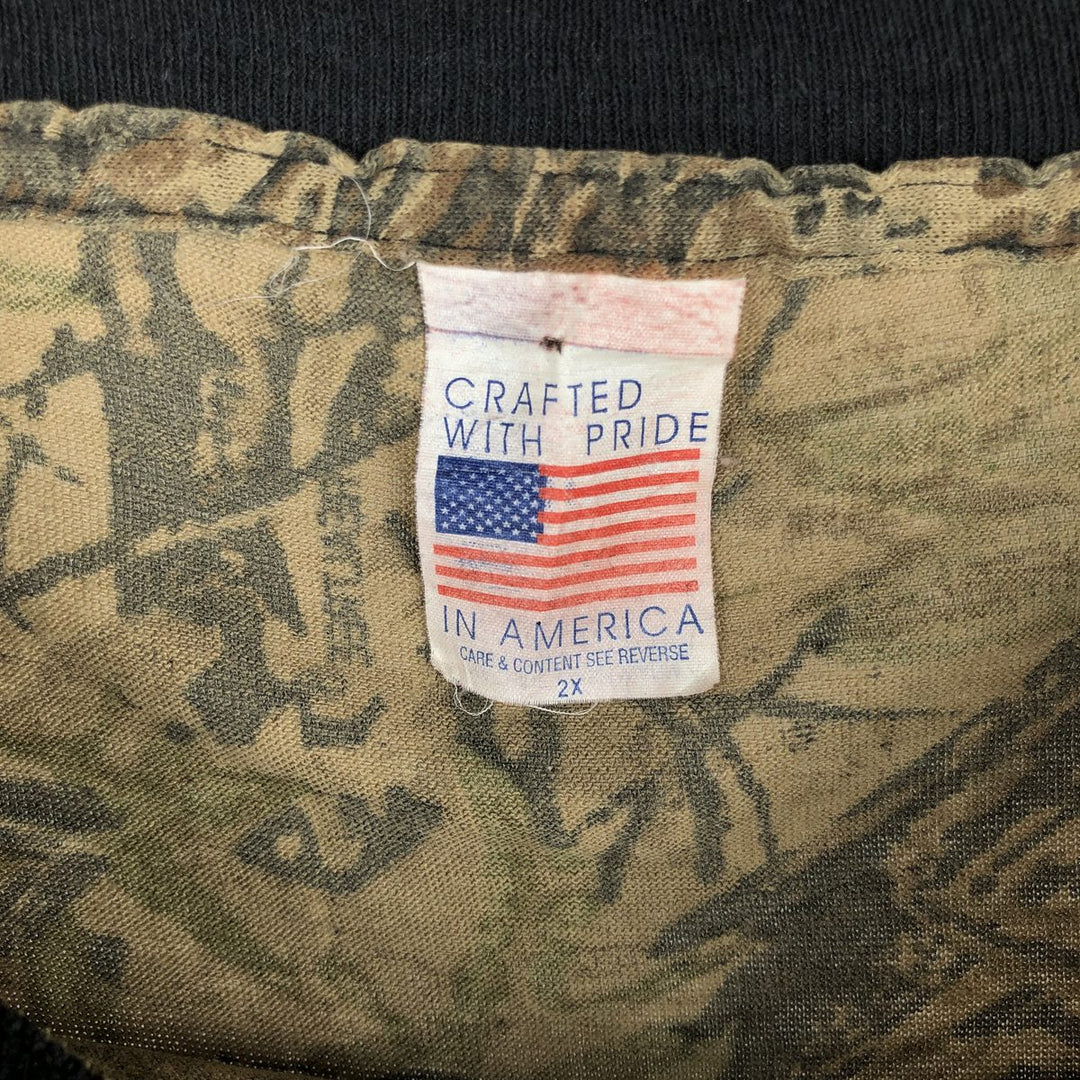 CRAFTED
WITH PRIDE
IN AMERICA
CARE & CONTENT SEE REVERSE
2X